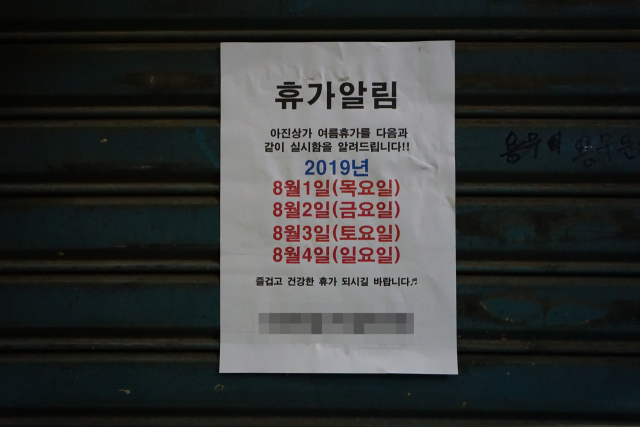 휴가알림
아진상가 여름휴가를 다음과
같이 실시함을 알려드립니다!!
2019년
8월1일(목요일)
8월2일(금요일)
8월3일(토요일)
8월4일(일요일)
즐겁고 건강한 휴가 되시길 바랍니다♬